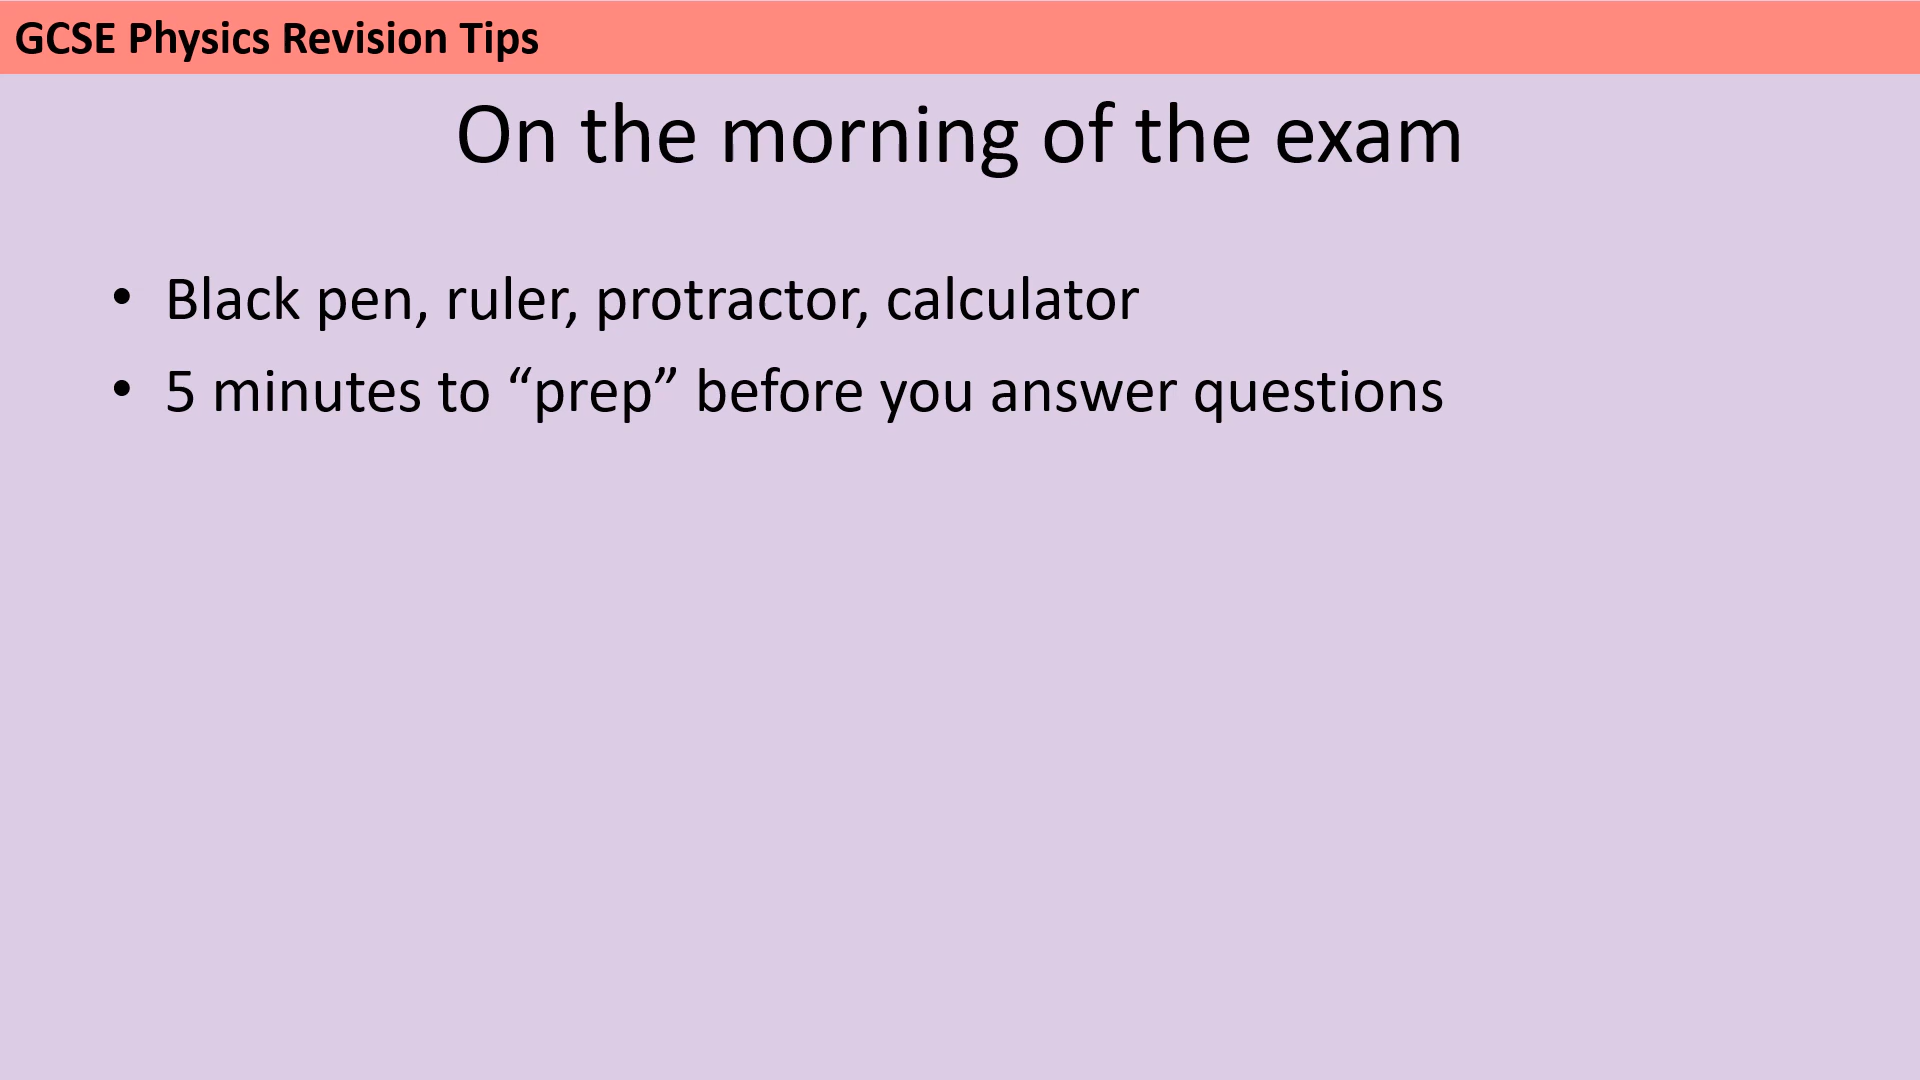 GCSE Physics Revision Tips
On the morning of the exam
• Black pen, ruler, protractor, calculator
• 5 minutes to “prep” before you answer questions